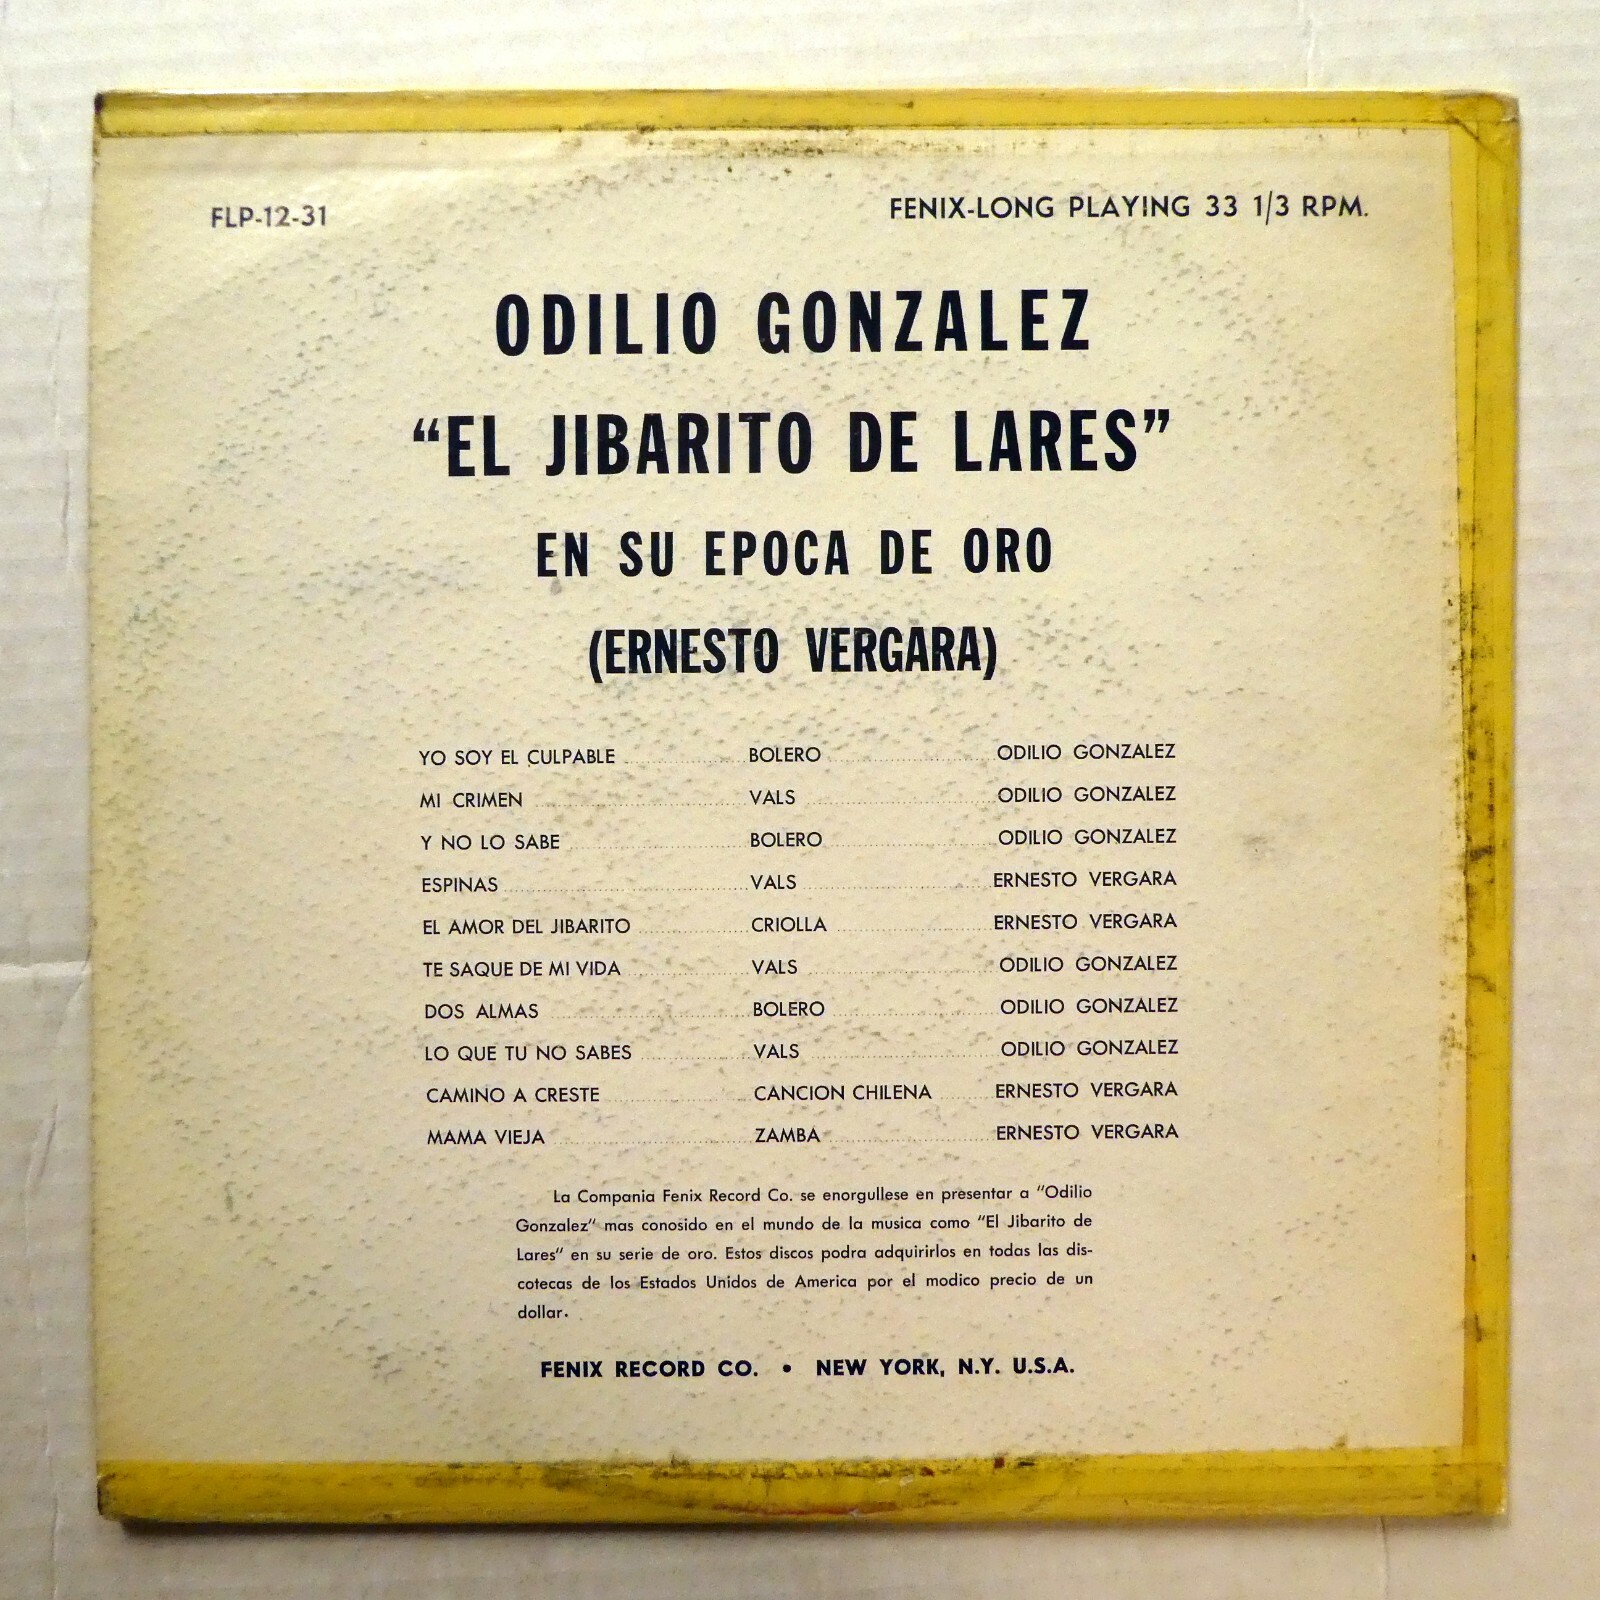 FLP-12-31 FENIX-LONG PLAYING 33 1/3 RPM.
ODILIO GONZALEZ
“EL JIBARITO DE LARES”
EN SU EPOCA DE ORO
(ERNESTO VERGARA)
YO SOY EL CULPABLE BOLERO ODILIO GONZALEZ
MI CRIMEN VALS ODILIO GONZALEZ
Y NO LO SABE BOLERO ODILIO GONZALEZ
ESPINAS VALS ERNESTO VERGARA
EL AMOR DEL JIBARITO CRIOLLA ERNESTO VERGARA
TE SAQUE DE MI VIDA VALS ODILIO GONZALEZ
DOS ALMAS BOLERO ODILIO GONZALEZ
LO QUE TU NO SABES VALS ODILIO GONZALEZ
CAMINO A CRESTE CANCION CHILENA ERNESTO VERGARA
MAMA VIEJA ZAMBA ERNESTO VERGARA
La Compania Fenix Record Co. se enorgullese en presentar a "Odilio
Gonzalez" mas conosido en el mundo de la musica como "El Jibarito de
Lares" en su serie de oro. Estos discos podra adquirirlos en todas las dis-
cotecas de los Estados Unidos de America por el modico precio de un
dollar.
FENIX RECORD CO. • NEW YORK, N.Y. U.S.A.